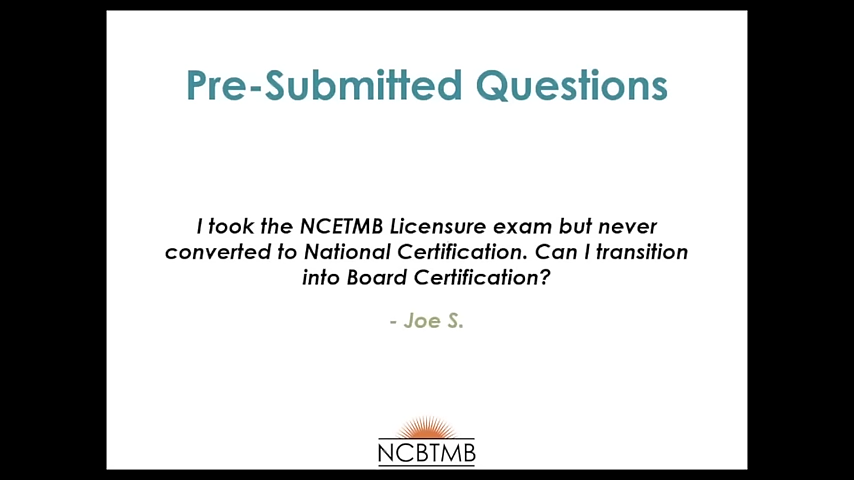 Pre-Submitted Questions
I took the NCETMB Licensure exam but never
converted to National Certification. Can I transition
into Board Certification?
- Joe S.
NCBTMB